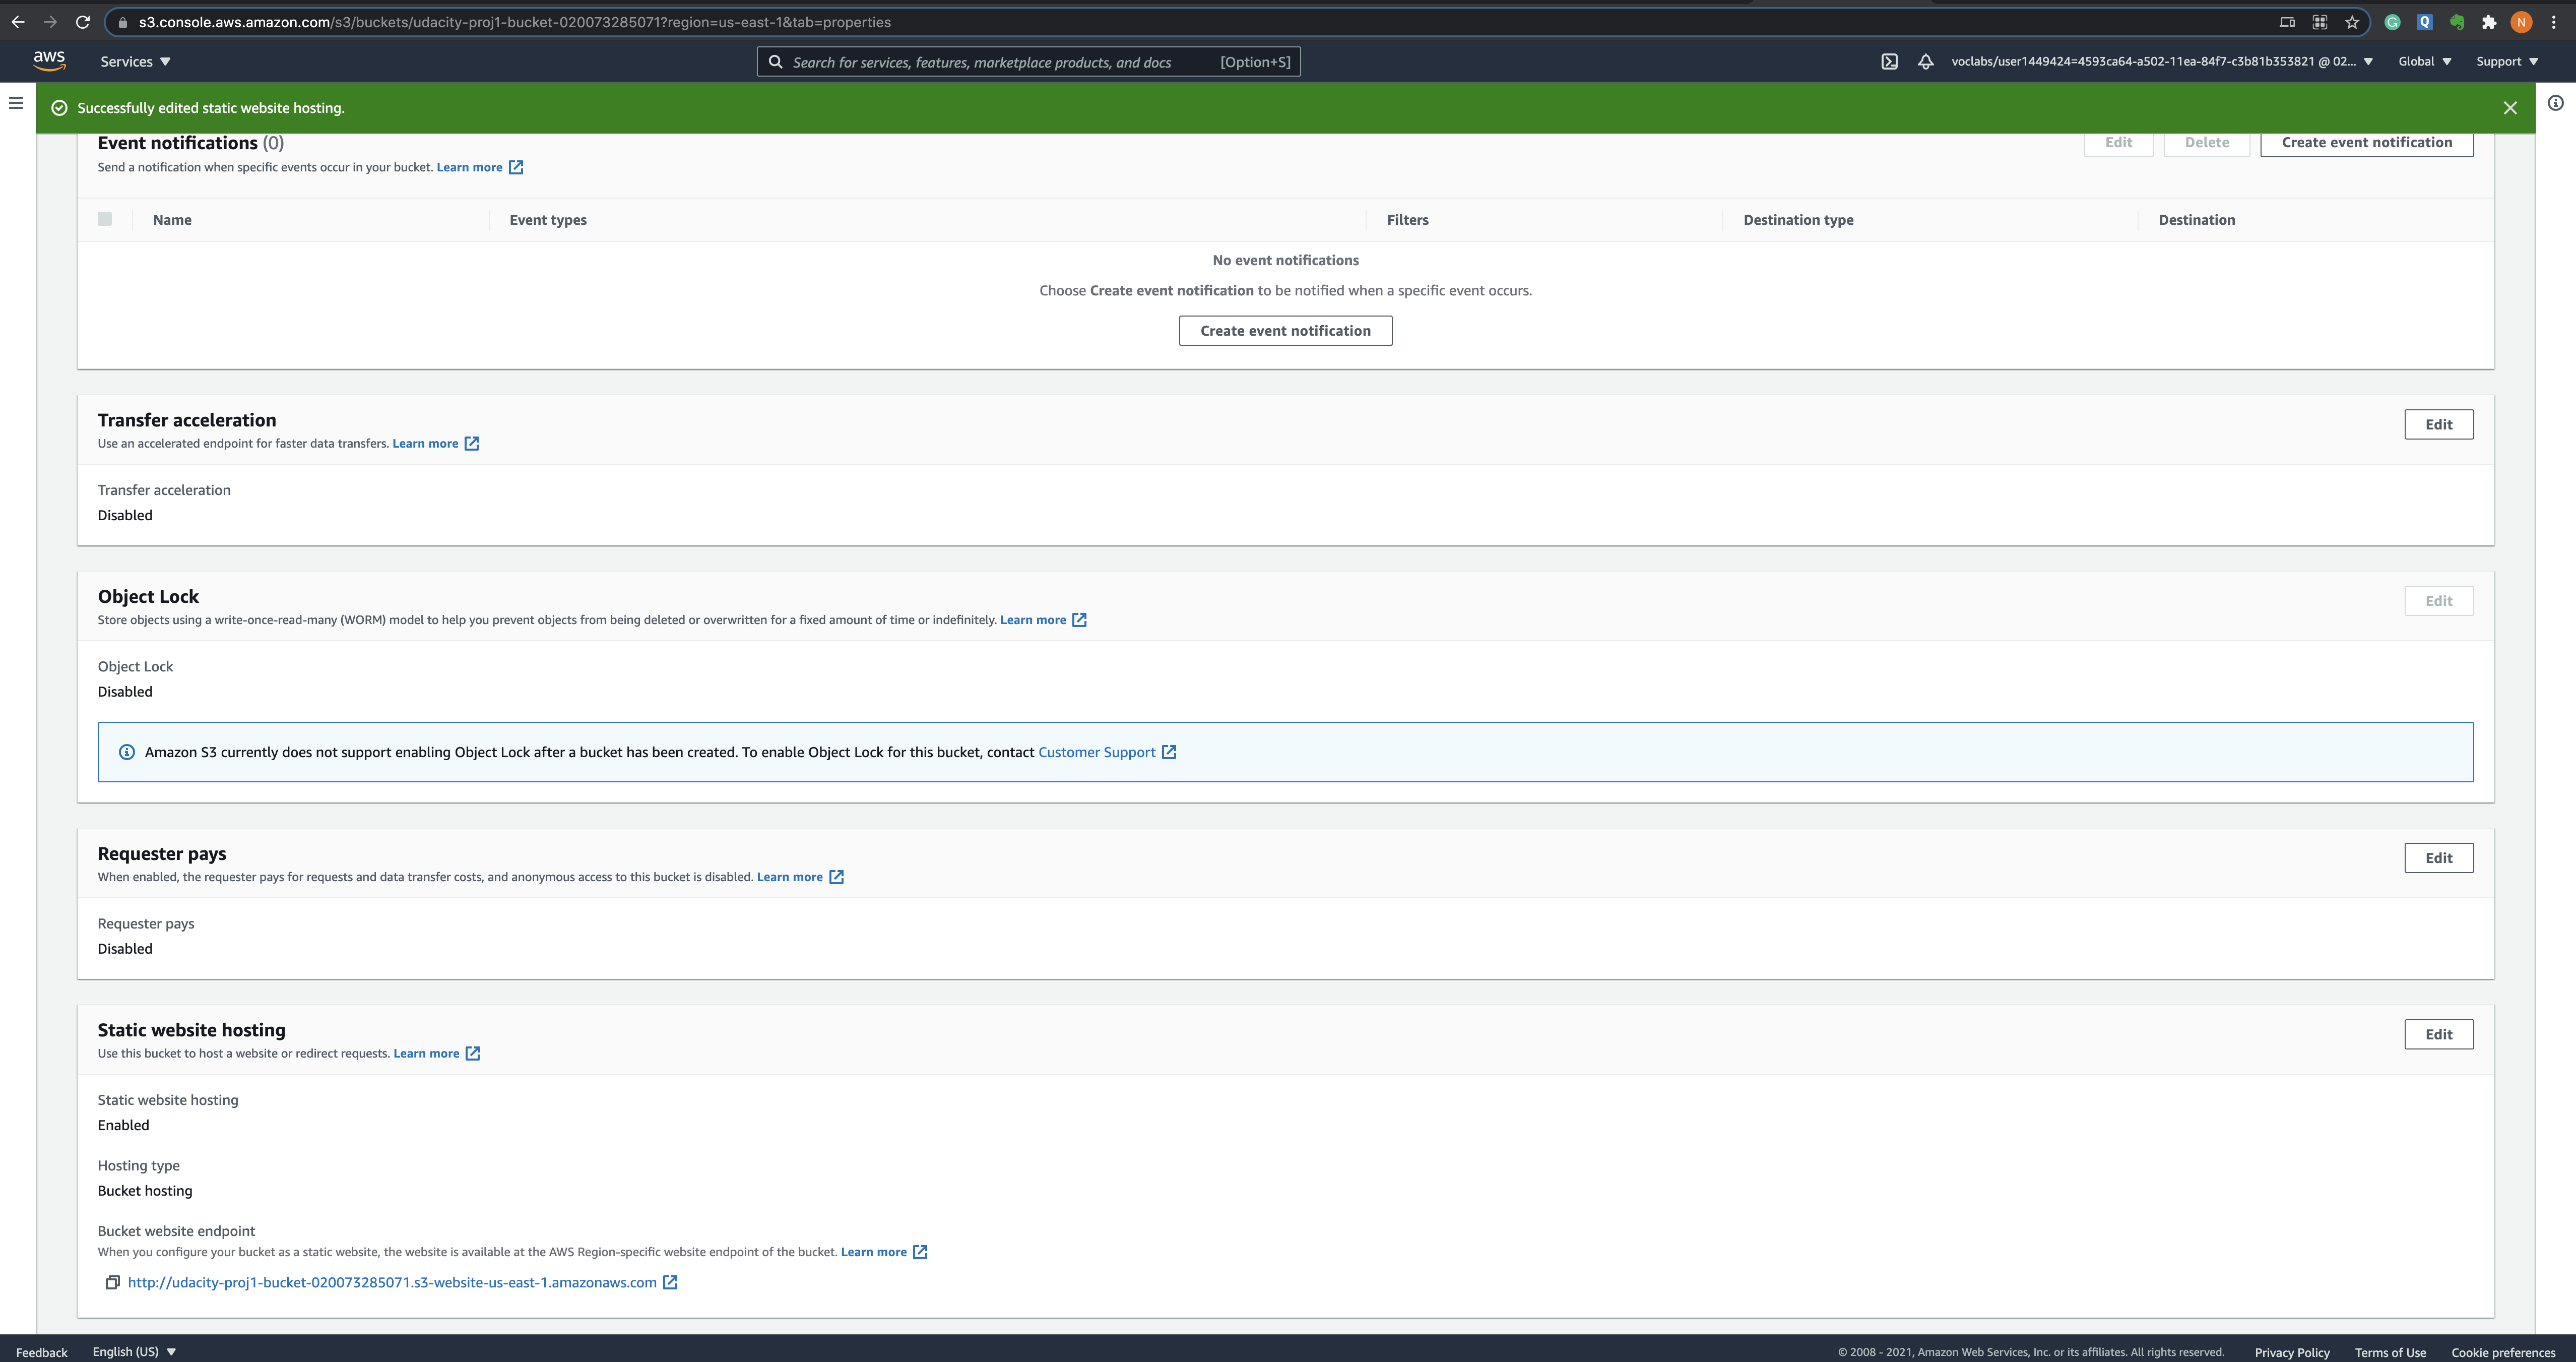 s3.console.aws.amazon.com/s3/buckets/udacity-proj1-bucket-020073285071?region=us-east-1&tab=properties
Q
N
aws
Services ▼
Search for services, features, marketplace products, and docs [Option+S]
voclabs/user1449424=4593ca64-a502-11ea-84f7-c3b81b353821 @ 02... ▼
Global ▼
Support ▼
Successfully edited static website hosting.
Event notifications (0)
Edit
Delete
Create event notification
Send a notification when specific events occur in your bucket. Learn more
Name Event types Filters Destination type Destination
No event notifications
Choose Create event notification to be notified when a specific event occurs.
Create event notification
Transfer acceleration
Edit
Use an accelerated endpoint for faster data transfers. Learn more
Transfer acceleration
Disabled
Object Lock
Edit
Store objects using a write-once-read-many (WORM) model to help you prevent objects from being deleted or overwritten for a fixed amount of time or indefinitely. Learn more
Object Lock
Disabled
Amazon S3 currently does not support enabling Object Lock after a bucket has been created. To enable Object Lock for this bucket, contact Customer Support
Requester pays
Edit
When enabled, the requester pays for requests and data transfer costs, and anonymous access to this bucket is disabled. Learn more
Requester pays
Disabled
Static website hosting
Edit
Use this bucket to host a website or redirect requests. Learn more
Static website hosting
Enabled
Hosting type
Bucket hosting
Bucket website endpoint
When you configure your bucket as a static website, the website is available at the AWS Region-specific website endpoint of the bucket. Learn more
http://udacity-proj1-bucket-020073285071.s3-website-us-east-1.amazonaws.com
Feedback English (US) ▼ © 2008 - 2021, Amazon Web Services, Inc. or its affiliates. All rights reserved. Privacy Policy Terms of Use Cookie preferences